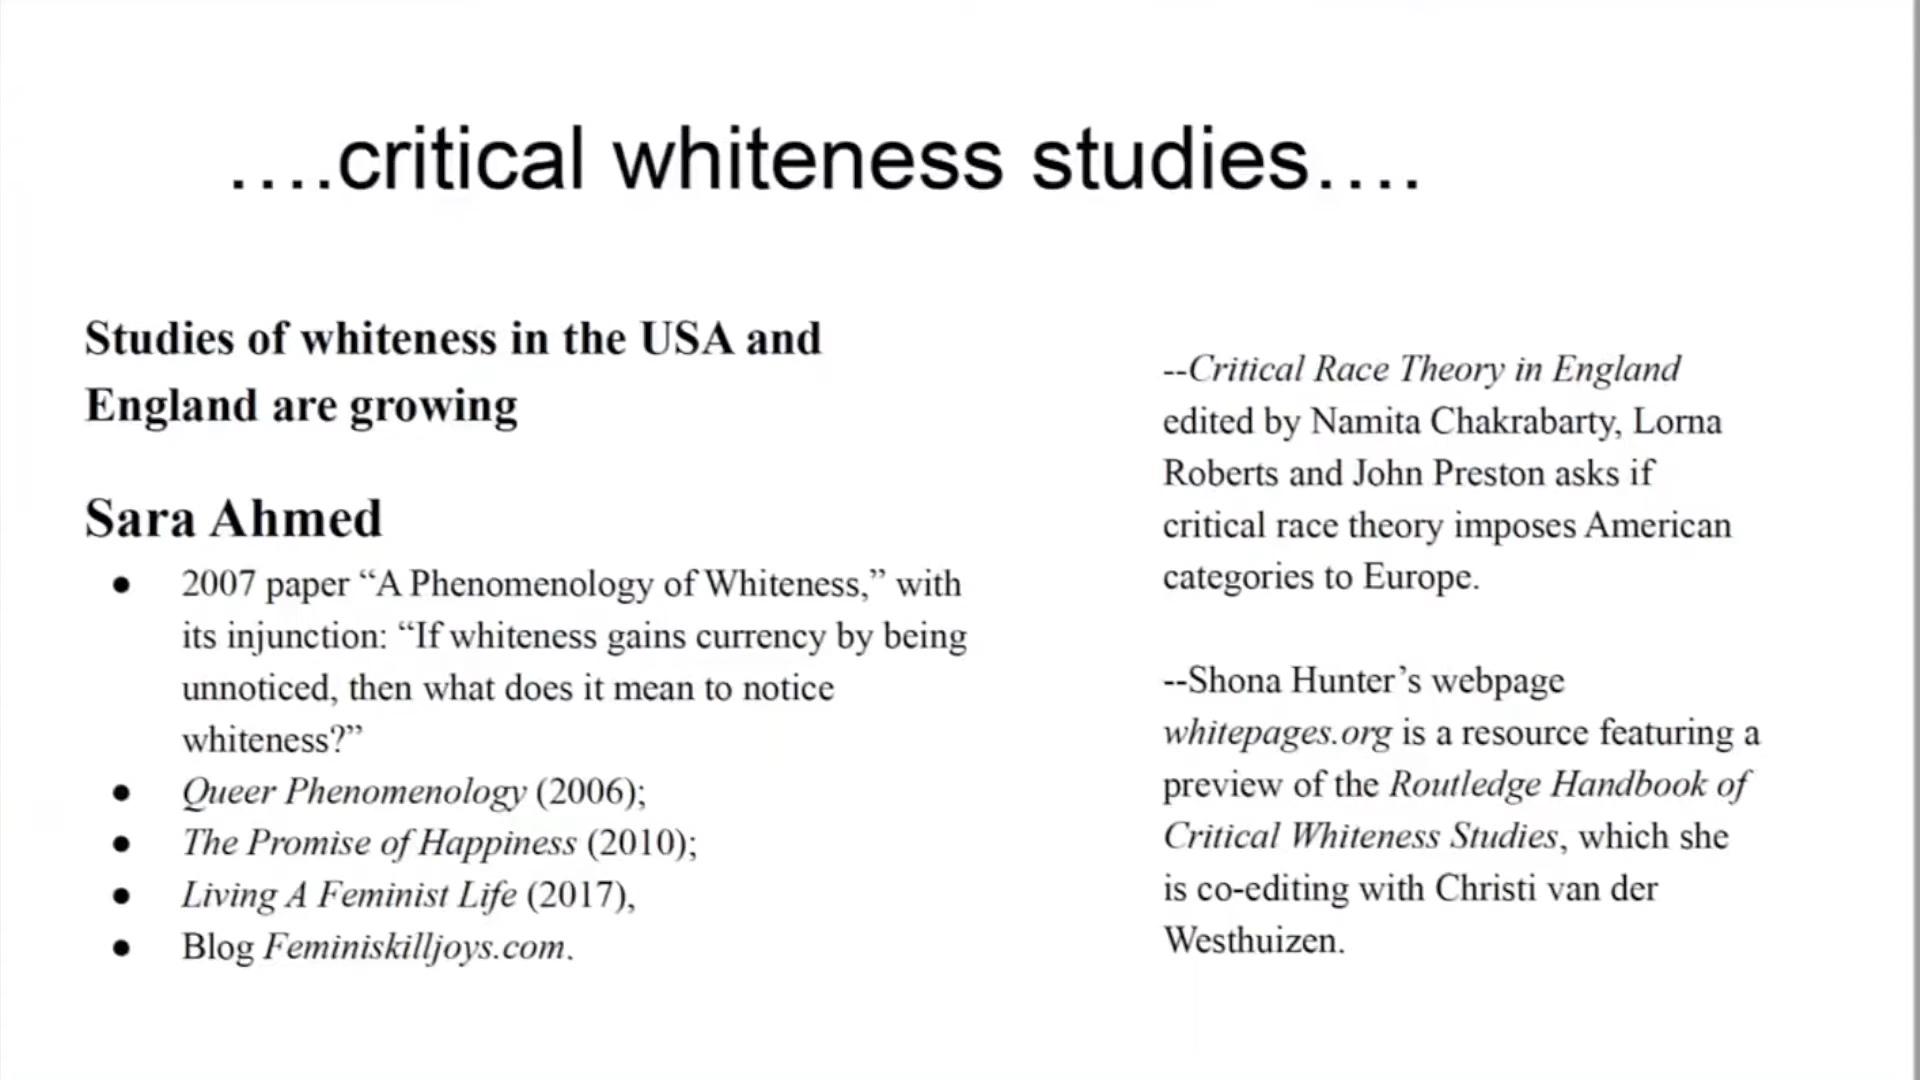 ....critical whiteness studies....
Studies of whiteness in the USA and
England are growing
Sara Ahmed
● 2007 paper “A Phenomenology of Whiteness,” with
its injunction: “If whiteness gains currency by being
unnoticed, then what does it mean to notice
whiteness?”
● Queer Phenomenology (2006);
● The Promise of Happiness (2010);
● Living A Feminist Life (2017),
● Blog Feminiskilljoys.com.
--Critical Race Theory in England
edited by Namita Chakrabarty, Lorna
Roberts and John Preston asks if
critical race theory imposes American
categories to Europe.
--Shona Hunter’s webpage
whitepages.org is a resource featuring a
preview of the Routledge Handbook of
Critical Whiteness Studies, which she
is co-editing with Christi van der
Westhuizen.